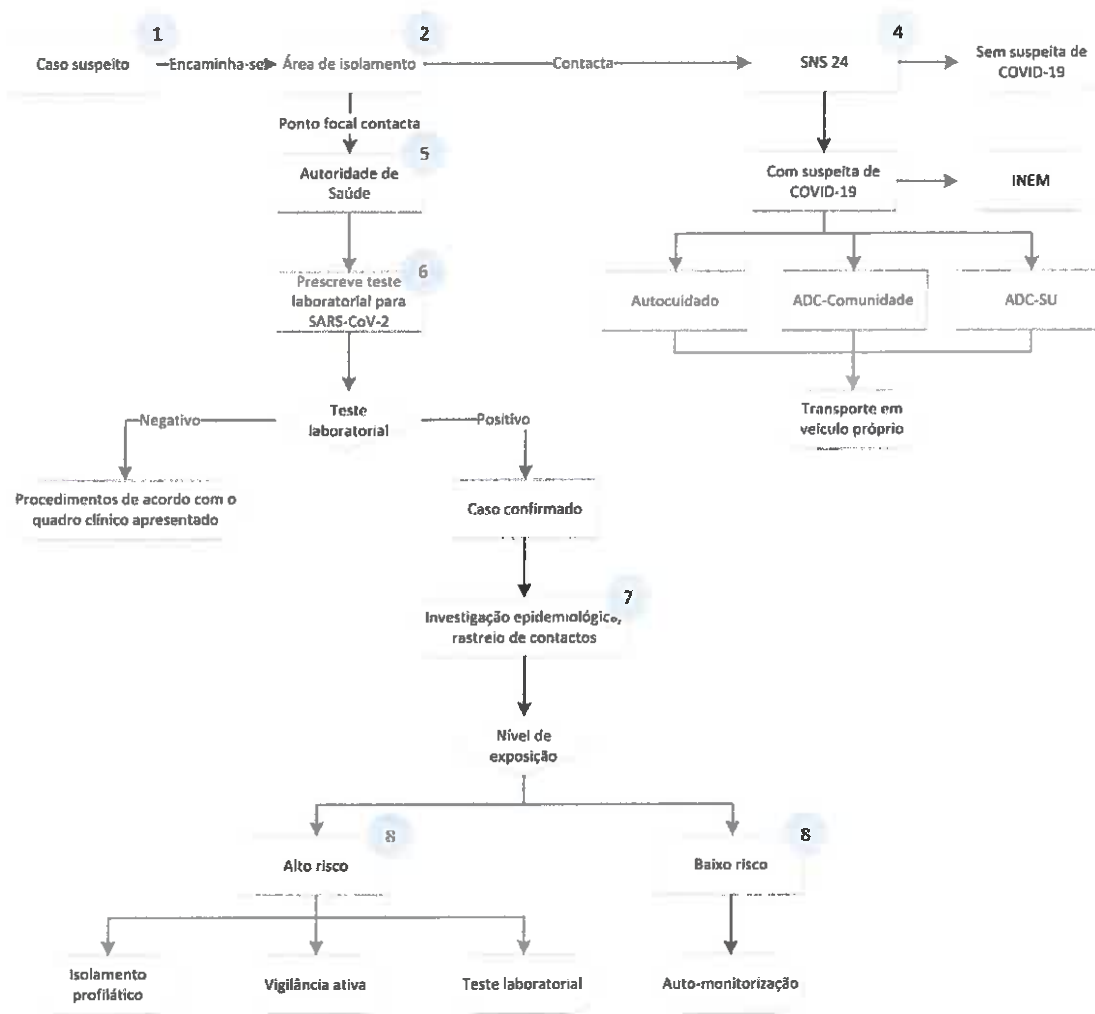 1
2
4
Caso suspeito
Encaminha-se
Área de isolamento
Contacta
SNS 24
Sem suspeita de
COVID-19
Ponto focal contacta
5
Autoridade de
Saúde
Com suspeita de
COVID-19
INEM
6
Prescreve teste
laboratorial para
SARS-CoV-2
Autocuidado
ADC-Comunidade
ADC-SU
Negativo
Teste
laboratorial
Positivo
Transporte em
veículo próprio
Procedimentos de acordo com o
quadro clínico apresentado
Caso confirmado
7
Investigação epidemiológica,
rastreio de contactos
Nível de
exposição
8
8
Alto risco
Baixo risco
Isolamento
profilático
Vigilância ativa
Teste laboratorial
Auto-monitorização